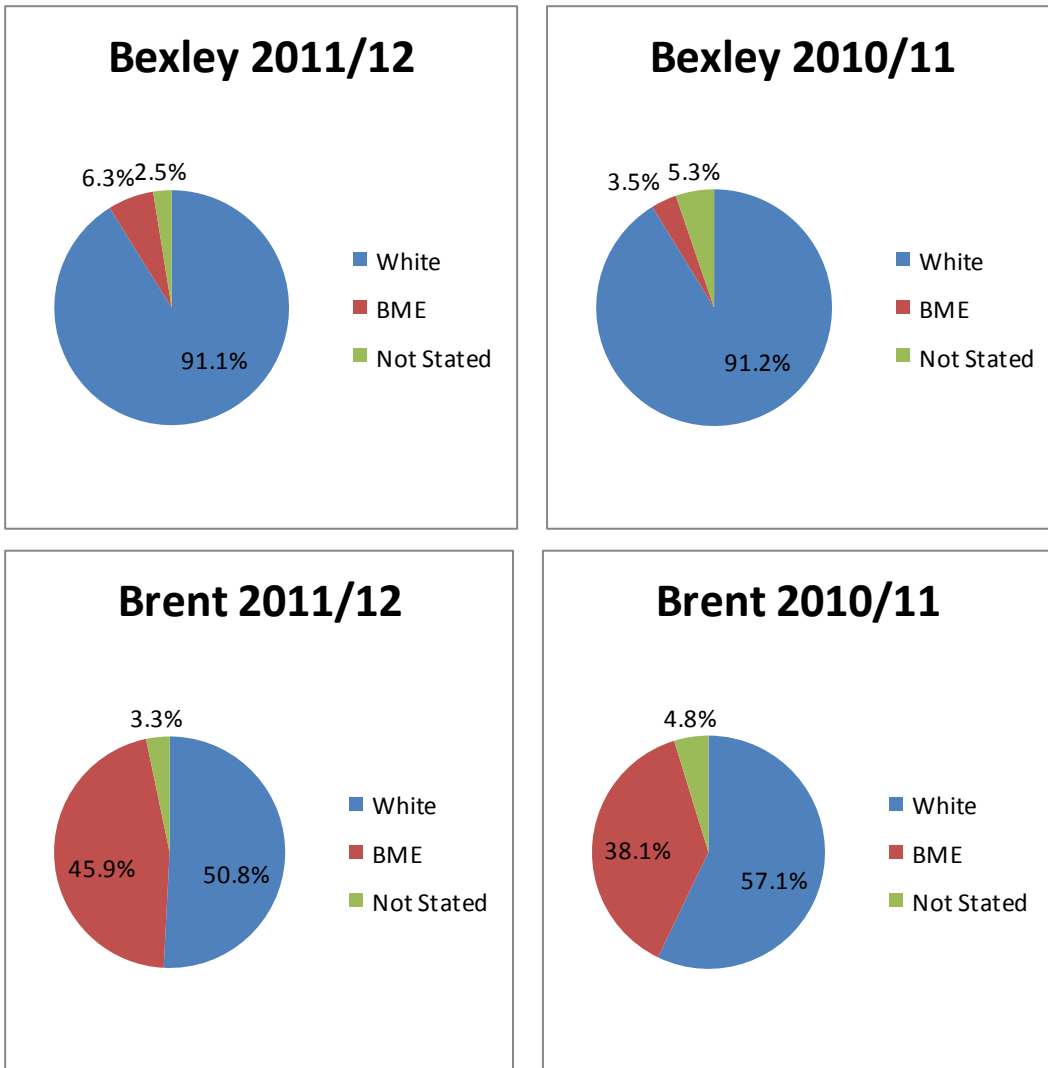 Bexley 2011/12
6.3%
2.5%
91.1%
White
BME
Not Stated
Bexley 2010/11
3.5%
5.3%
91.2%
White
BME
Not Stated
Brent 2011/12
3.3%
45.9%
50.8%
White
BME
Not Stated
Brent 2010/11
4.8%
38.1%
57.1%
White
BME
Not Stated